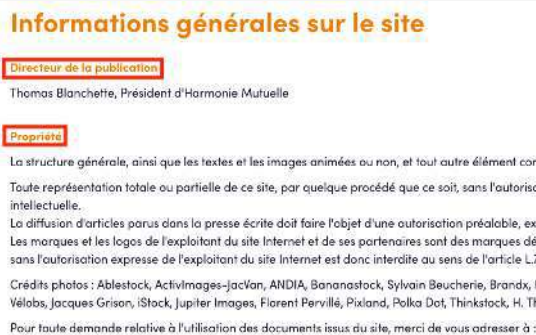 Informations générales sur le site
Directeur de la publication
Thomas Blanchette, Président d'Harmonie Mutuelle
Propriété
La structure générale, ainsi que les textes et les images animées ou non, et tout autre élément
Toute représentation totale ou partielle de ce site, par quelque procédé que ce soit, sans
intellectuelle.
La diffusion d'articles parus dans la presse écrite doit faire l'objet d'une autorisation préalable,
Les marques et les logos de l'exploitant du site Internet et de ses partenaires sont des marques
sans l'autorisation expresse de l'exploitant du site Internet est donc interdite au sens de l'article
Crédits photos : Ablestock, ActivImages-JacVan, ANDIA, Bananastock, Sylvain Beucherie, Brandx,
Vélobs, Jacques Grison, iStock, Jupiter Images, Florent Pervillé, Pixland, Polka Dot, Thinkstock, H.
Pour toute demande relative à l'utilisation des documents issus du site, merci de vous adresser à :